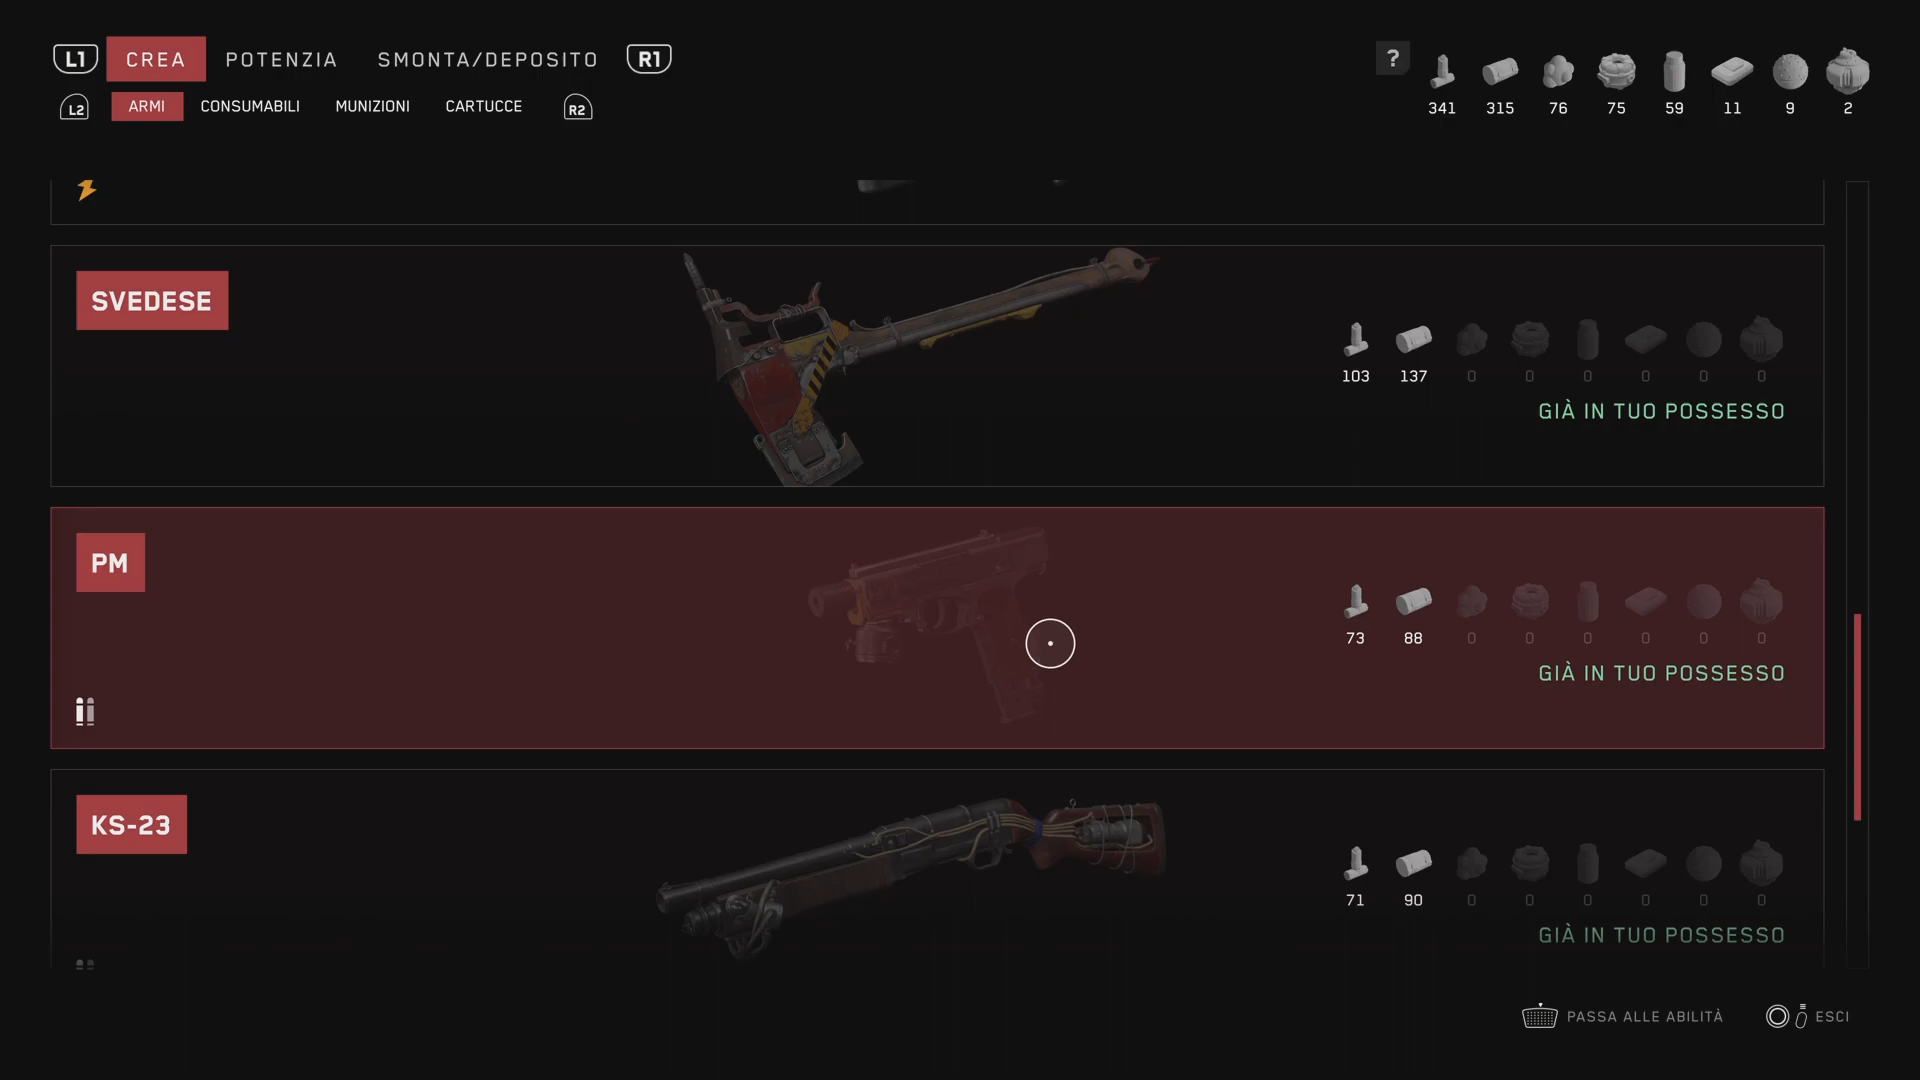 L1 CREA POTENZIA SMONTA/DEPOSITO R1
L2 ARMI CONSUMABILI MUNIZIONI CARTUCCE R2
?
341 315 76 75 59 11 9 2
SVEDESE
103 137 0 0 0 0 0 0
GIÀ IN TUO POSSESSO
PM
73 88 0 0 0 0 0 0
GIÀ IN TUO POSSESSO
KS-23
71 90 0 0 0 0 0 0
GIÀ IN TUO POSSESSO
PASSA ALLE ABILITÀ ESCI